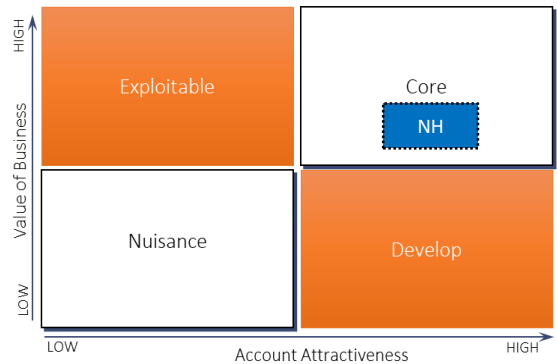 HIGH
Value of Business
LOW
Exploitable
Core
NH
Nuisance
Develop
LOW
Account Attractiveness
HIGH